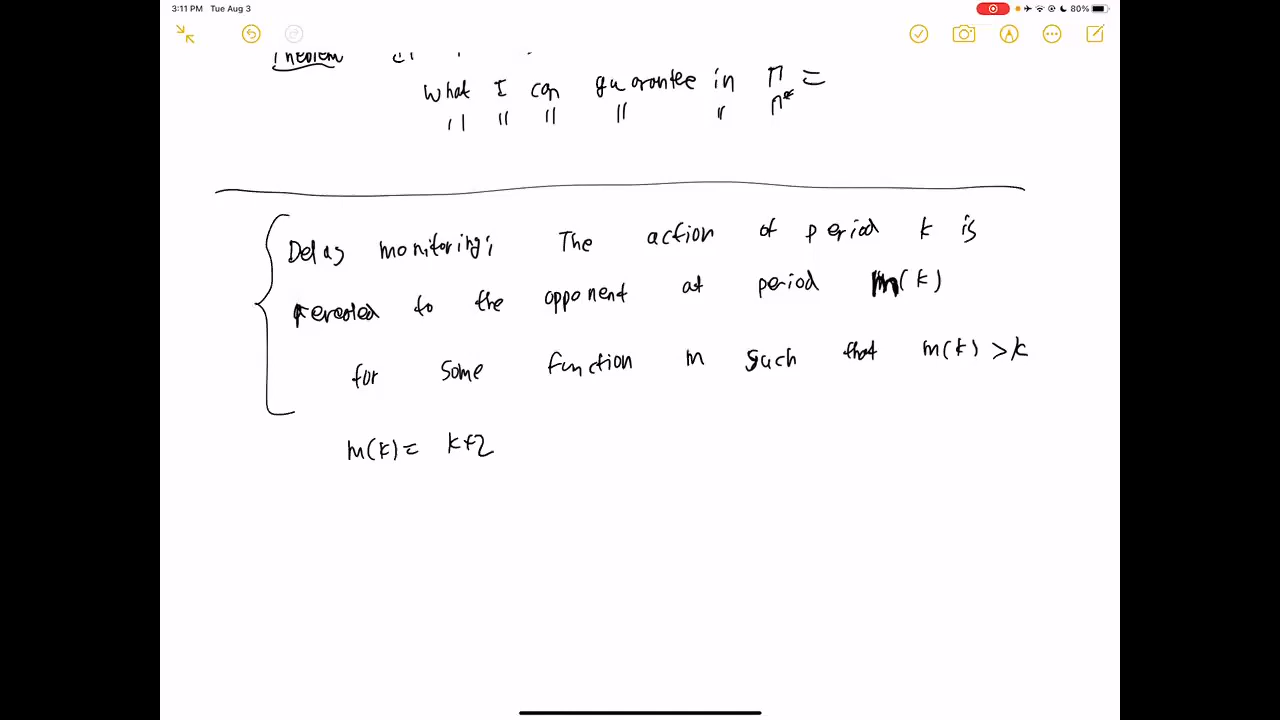 3:11 PM Tue Aug 3
80%
Theorem
What I can guarantee in Π =
" " " " " Π*
Delay monitoring: The action of period k is
revealed to the opponent at period m(k)
for some function m such that m(k) > k
m(k) = k+2